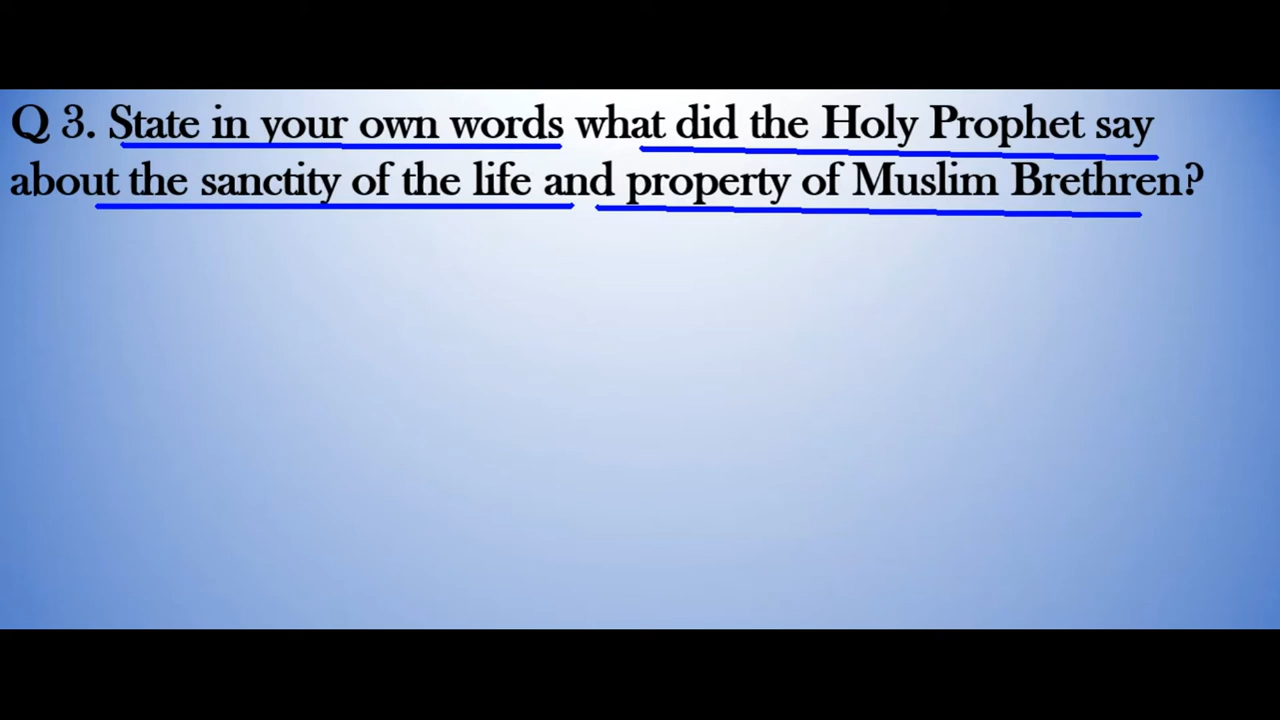 Q 3. State in your own words what did the Holy Prophet say
about the sanctity of the life and property of Muslim Brethren?